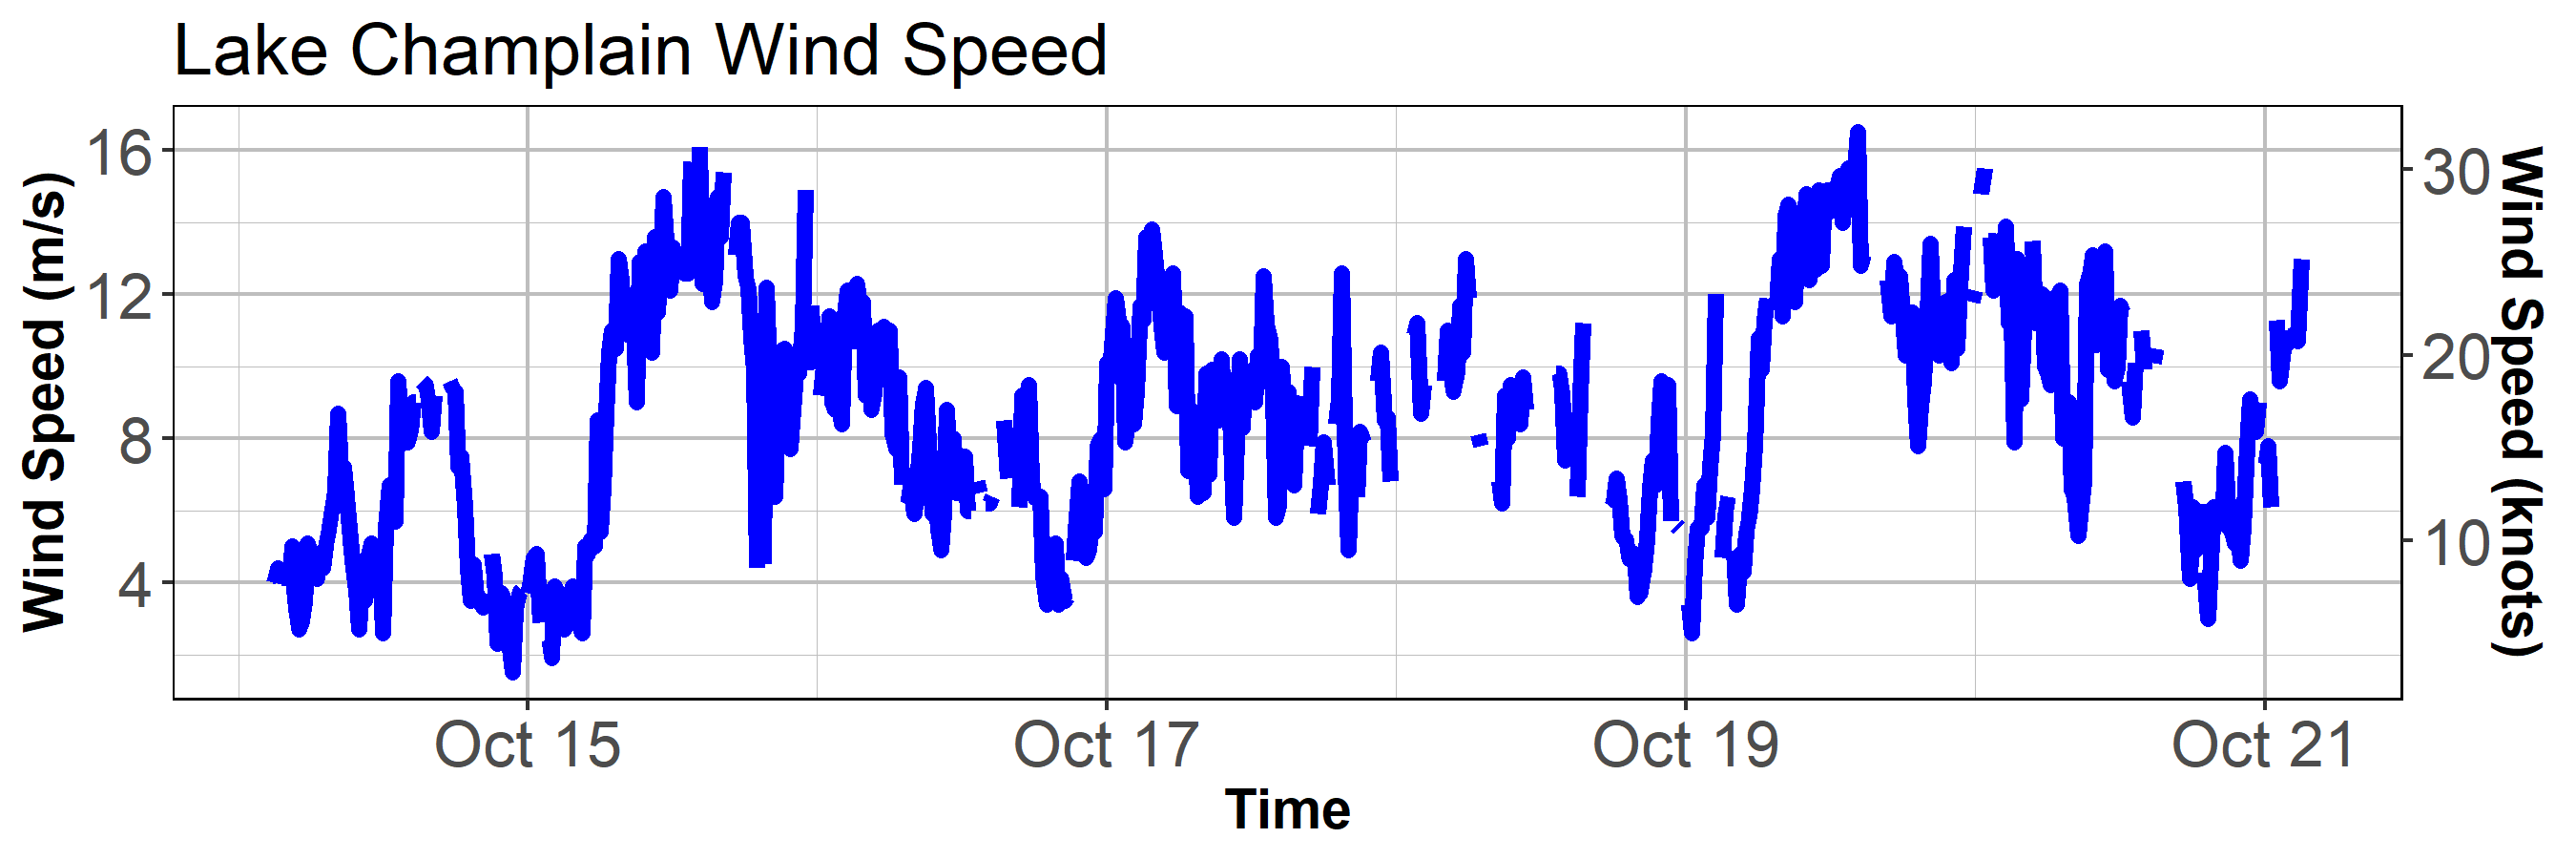 Lake Champlain Wind Speed
Wind Speed (m/s)
16
12
8
4
30
20
10
Wind Speed (knots)
Oct 15
Oct 17
Oct 19
Oct 21
Time